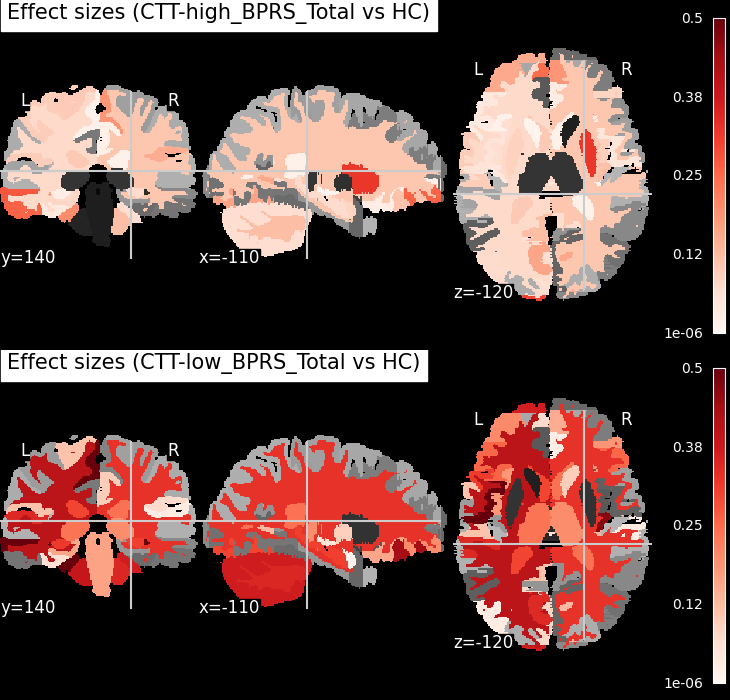 Effect sizes (CTT-high_BPRS_Total vs HC)
0.5
L R
L R
0.38
0.25
0.12
y=140
x=-110
z=-120
1e-06
Effect sizes (CTT-low_BPRS_Total vs HC)
0.5
L R
L R
0.38
0.25
0.12
y=140
x=-110
z=-120
1e-06